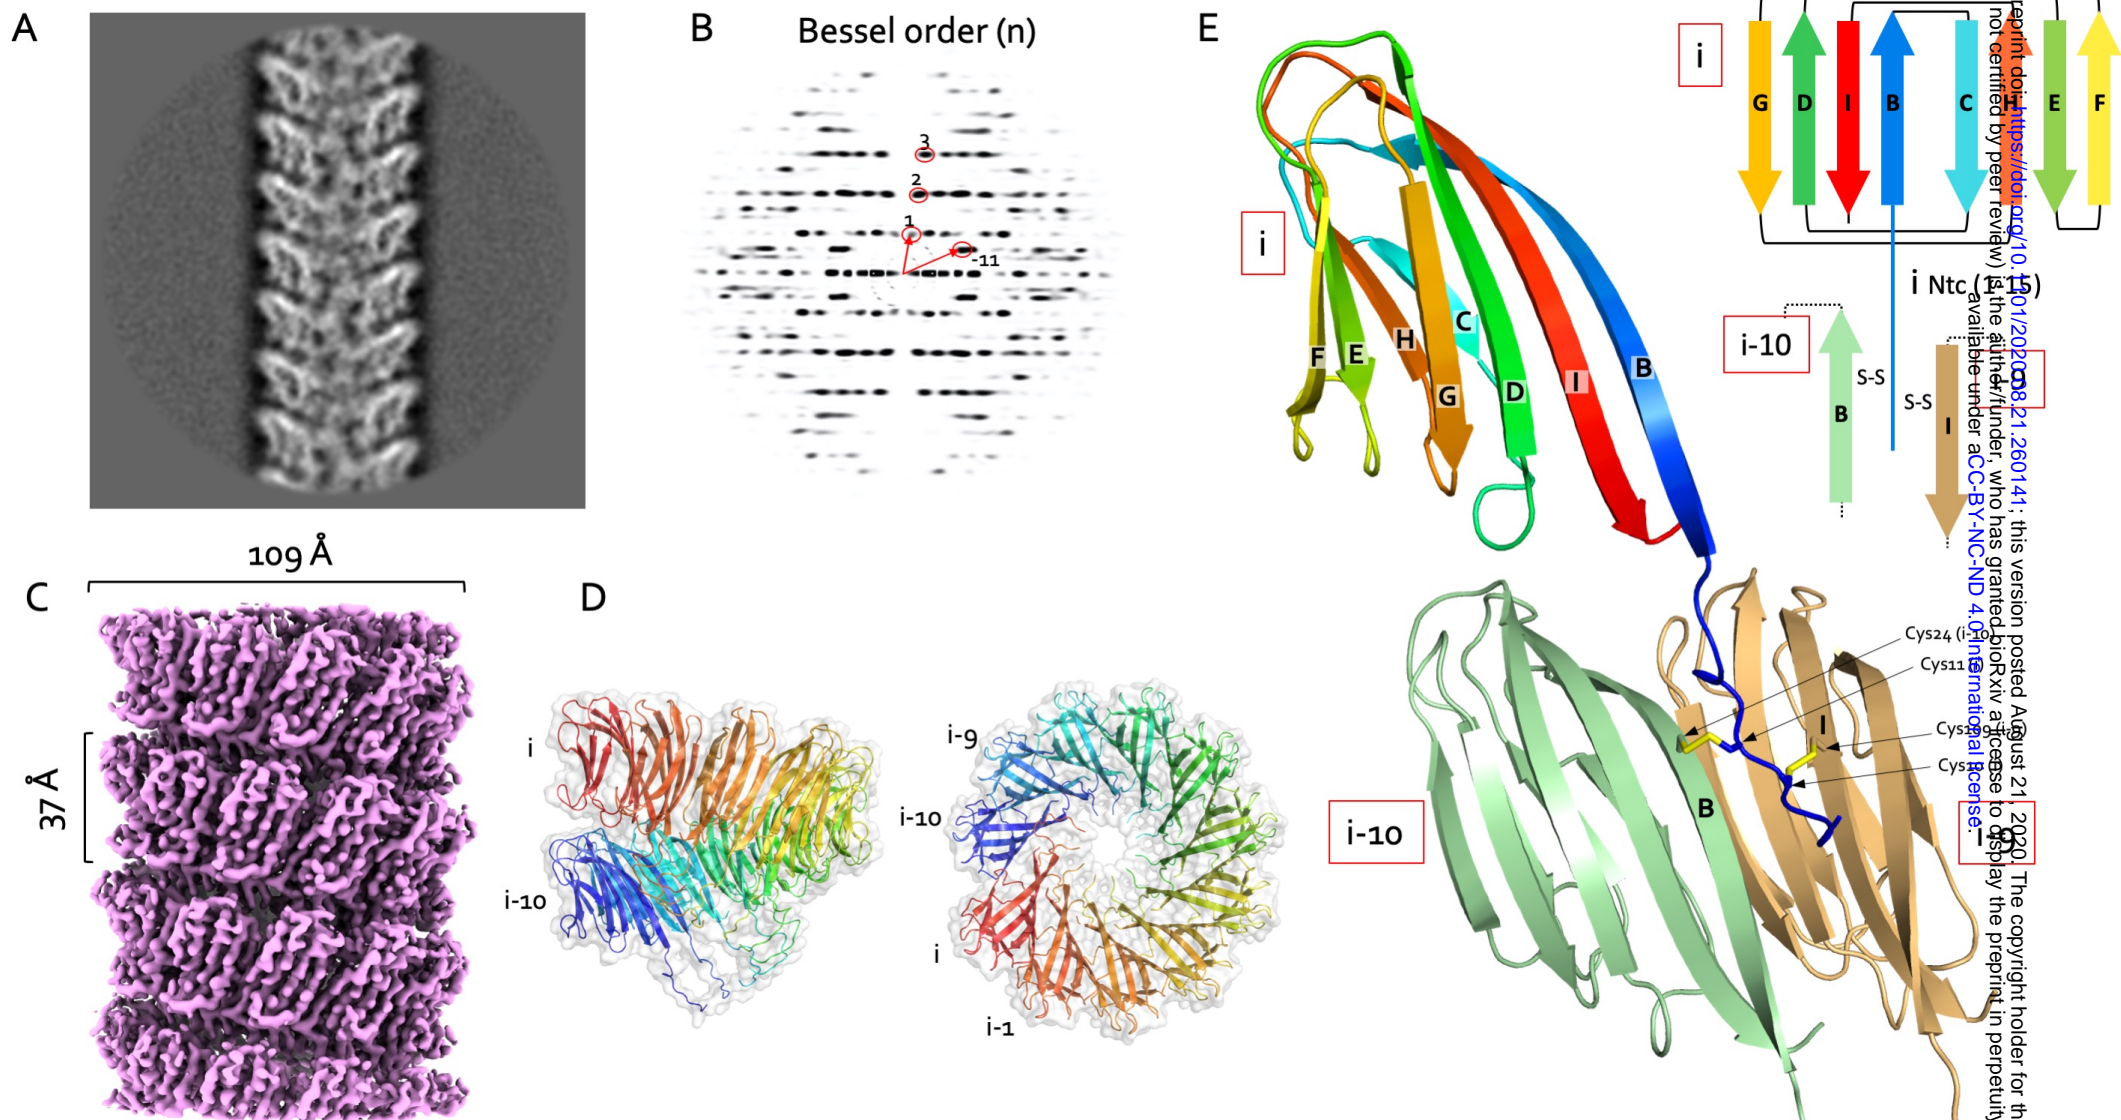 A
B
Bessel order (n)
3
2
1
-11
C
109 Å
37 Å
D
i
i-10
i-9
i-10
i
i-1
E
i
F
E
H
C
G
D
I
B
i-10
B
I
i-9
Cys24 (i-10)
Cys11 (i)
i
G
D
I
B
C
H
E
F
i Ntc (1-15)
i-10
B
S-S
S-S
I
reprint doi: https://doi.org/10.1101/2020.08.21.260141; this version posted August 21, 2020. The copyright holder for th
not certified by peer review) is the author/funder, who has granted bioRxiv a license to display the preprint in perpetuity
available under aCC-BY-NC-ND 4.0 International license.